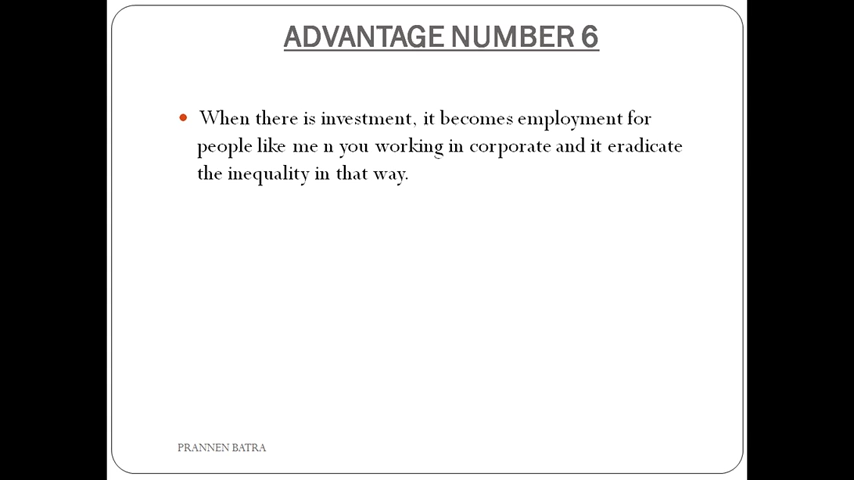 ADVANTAGE NUMBER 6
• When there is investment, it becomes employment for
people like me n you working in corporate and it eradicate
the inequality in that way.
PRANNEN BATRA